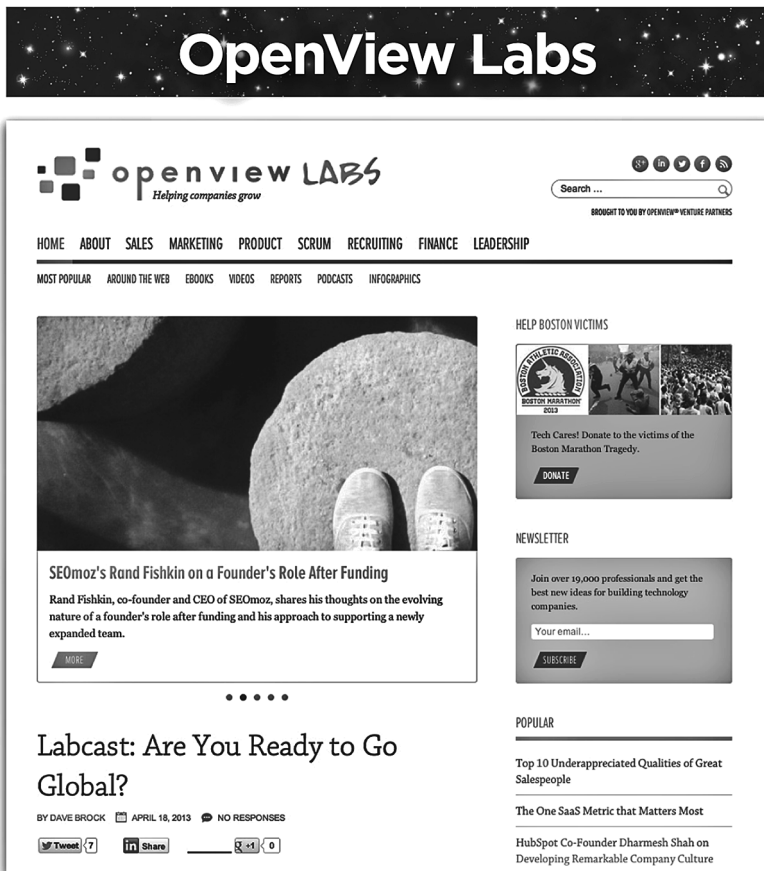 OpenView Labs
openview LABS
Helping companies grow
Search ...
BROUGHT TO YOU BY OPENVIEW® VENTURE PARTNERS
HOME ABOUT SALES MARKETING PRODUCT SCRUM RECRUITING FINANCE LEADERSHIP
MOST POPULAR AROUND THE WEB EBOOKS VIDEOS REPORTS PODCASTS INFOGRAPHICS
SEOmoz's Rand Fishkin on a Founder's Role After Funding
Rand Fishkin, co-founder and CEO of SEOmoz, shares his thoughts on the evolving
nature of a founder's role after funding and his approach to supporting a newly
expanded team.
MORE
Labcast: Are You Ready to Go
Global?
BY DAVE BROCK APRIL 18, 2013 NO RESPONSES
Tweet 7 in Share g +1 0
HELP BOSTON VICTIMS
BOSTON ATHLETIC ASSOCIATION
BOSTON MARATHON
2013
Tech Cares! Donate to the victims of the
Boston Marathon Tragedy.
DONATE
NEWSLETTER
Join over 19,000 professionals and get the
best new ideas for building technology
companies.
Your email...
SUBSCRIBE
POPULAR
Top 10 Underappreciated Qualities of Great
Salespeople
The One SaaS Metric that Matters Most
HubSpot Co-Founder Dharmesh Shah on
Developing Remarkable Company Culture